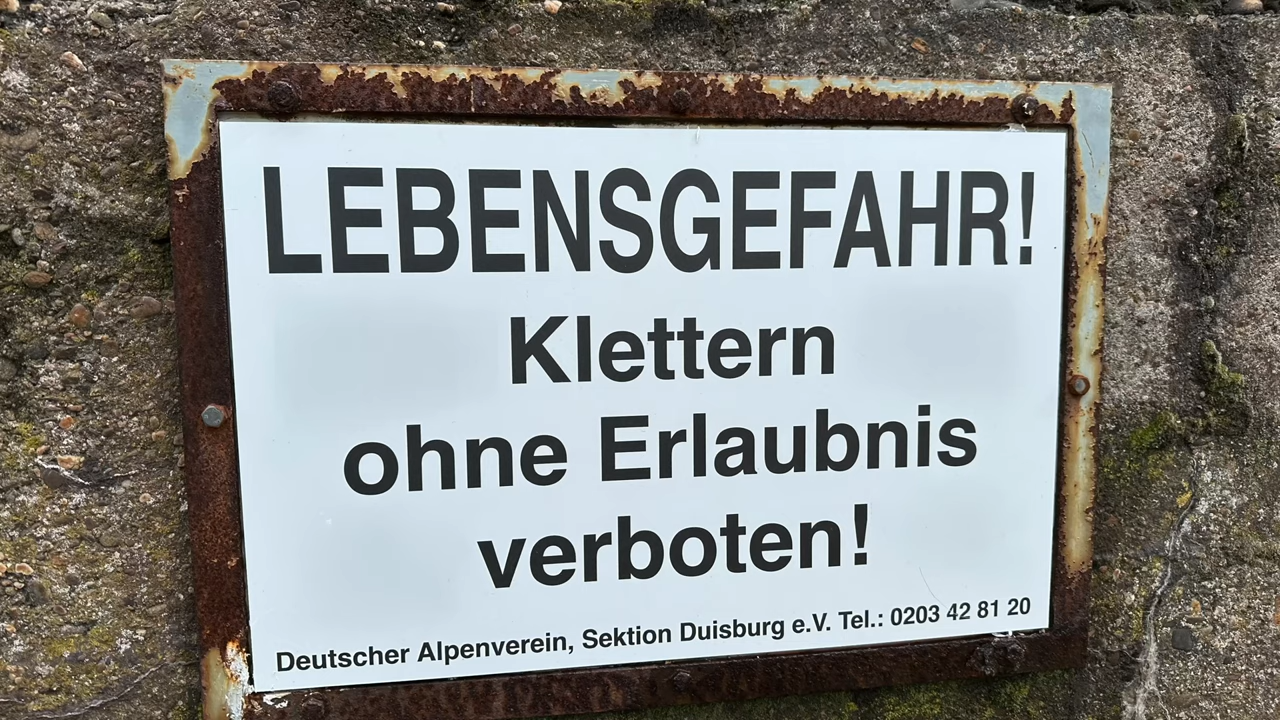 LEBENSGEFAHR!
Klettern
ohne Erlaubnis
verboten!
Deutscher Alpenverein, Sektion Duisburg e.V. Tel.: 0203 42 81 20